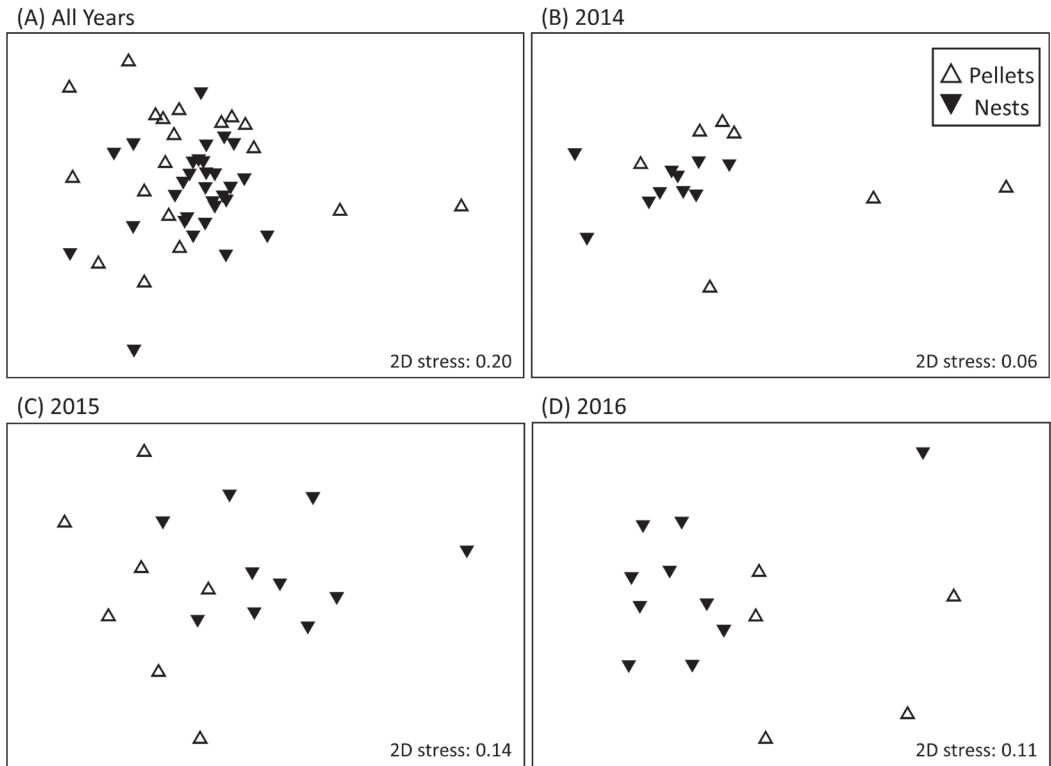 (A) All Years
(B) 2014
Pellets
Nests
2D stress: 0.20
2D stress: 0.06
(C) 2015
(D) 2016
2D stress: 0.14
2D stress: 0.11